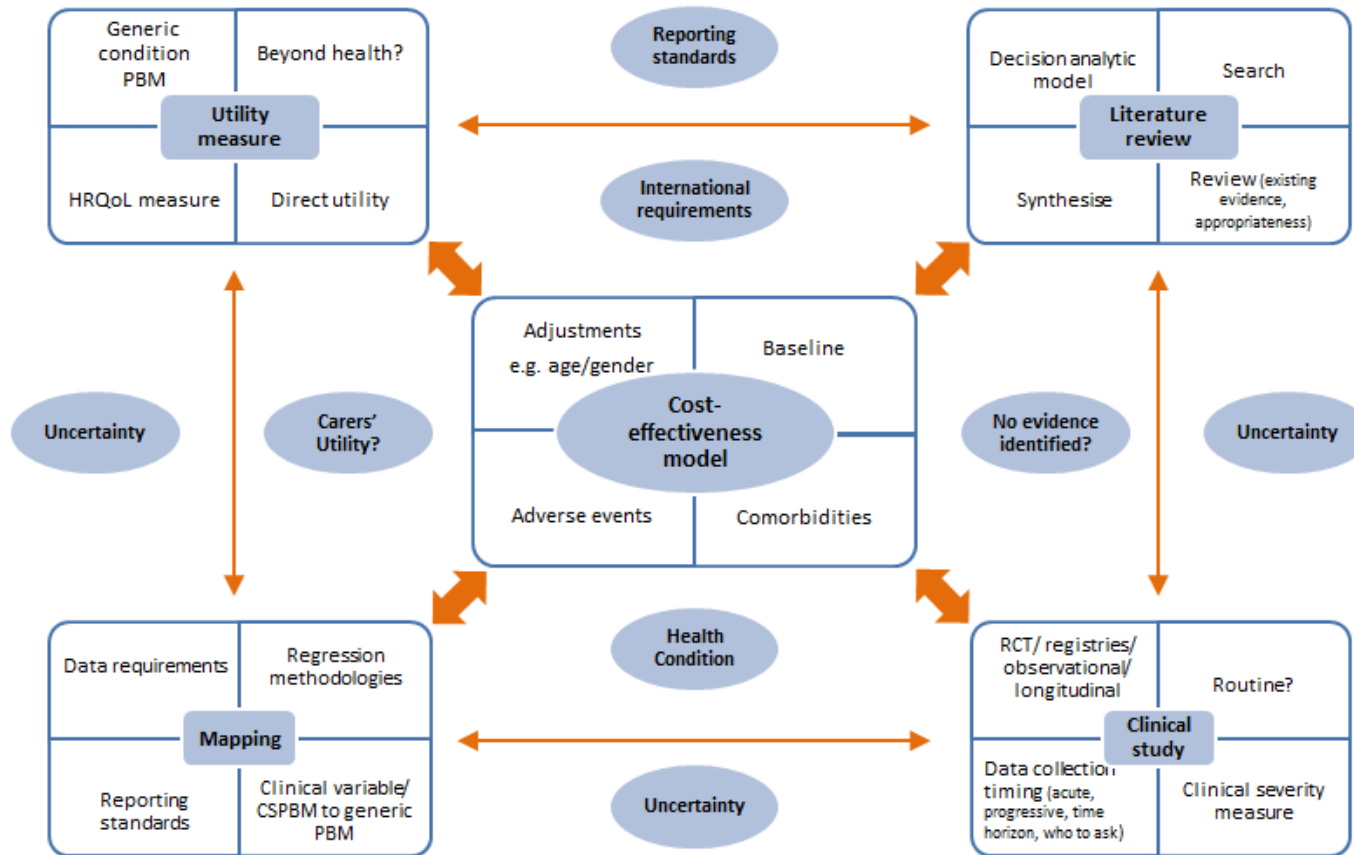 Generic
condition
PBM
Beyond health?
Utility
measure
HRQoL measure
Direct utility
Reporting
standards
International
requirements
Decision analytic
model
Search
Literature
review
Synthesise
Review (existing
evidence,
appropriateness)
Adjustments
e.g. age/gender
Baseline
Cost-
effectiveness
model
Adverse events
Comorbidities
Uncertainty
Carers'
Utility?
No evidence
identified?
Uncertainty
Data requirements
Regression
methodologies
Mapping
Reporting
standards
Clinical variable/
CSPBM to generic
PBM
Health
Condition
Uncertainty
RCT/ registries/
observational/
longitudinal
Routine?
Clinical
study
Data collection
timing (acute,
progressive, time
horizon, who to ask)
Clinical severity
measure